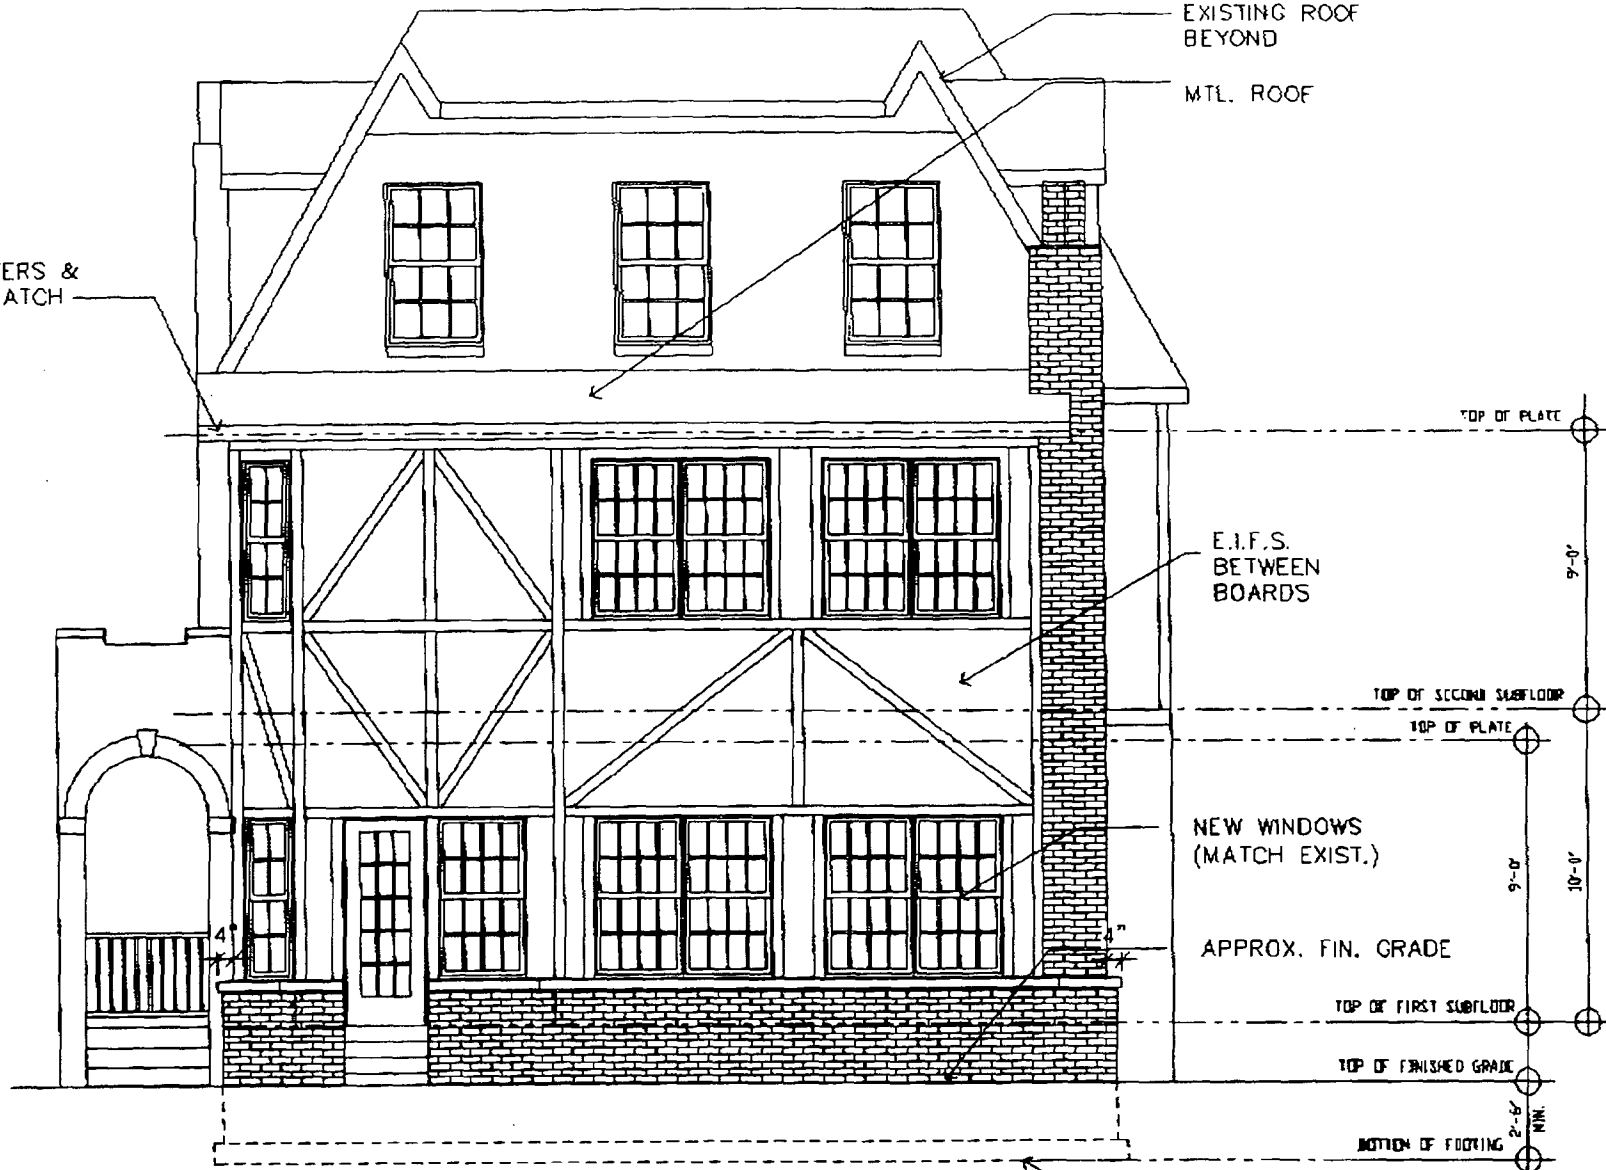 EXISTING ROOF
BEYOND
MTL. ROOF
ERS &
ATCH
TOP OF PLATE
9'-0"
E.I.F.S.
BETWEEN
BOARDS
TOP OF SECOND SUBFLOOR
TOP OF PLATE
NEW WINDOWS
(MATCH EXIST.)
9'-0"
10'-0"
4"
4"
APPROX. FIN. GRADE
TOP OF FIRST SUBFLOOR
TOP OF FINISHED GRADE
2'-6"
MIN.
BOTTOM OF FOOTING